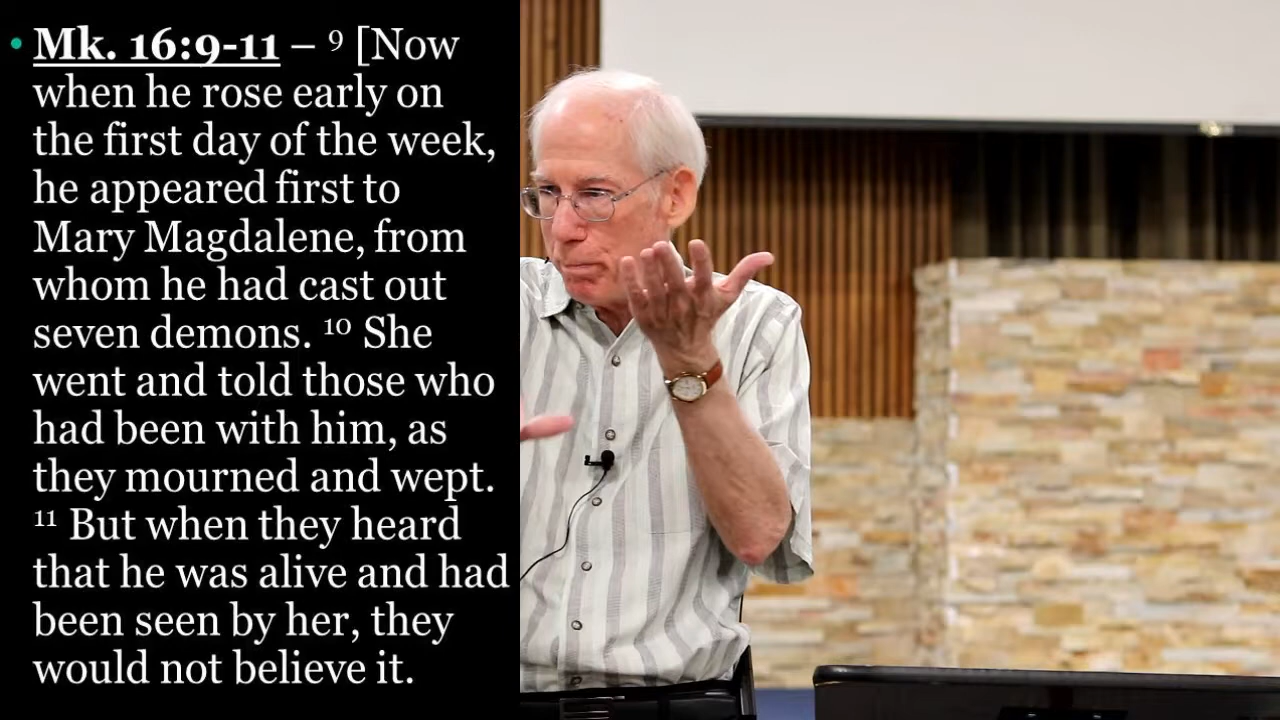 • Mk. 16:9-11 – ⁹ [Now
when he rose early on
the first day of the week,
he appeared first to
Mary Magdalene, from
whom he had cast out
seven demons. ¹⁰ She
went and told those who
had been with him, as
they mourned and wept.
¹¹ But when they heard
that he was alive and had
been seen by her, they
would not believe it.